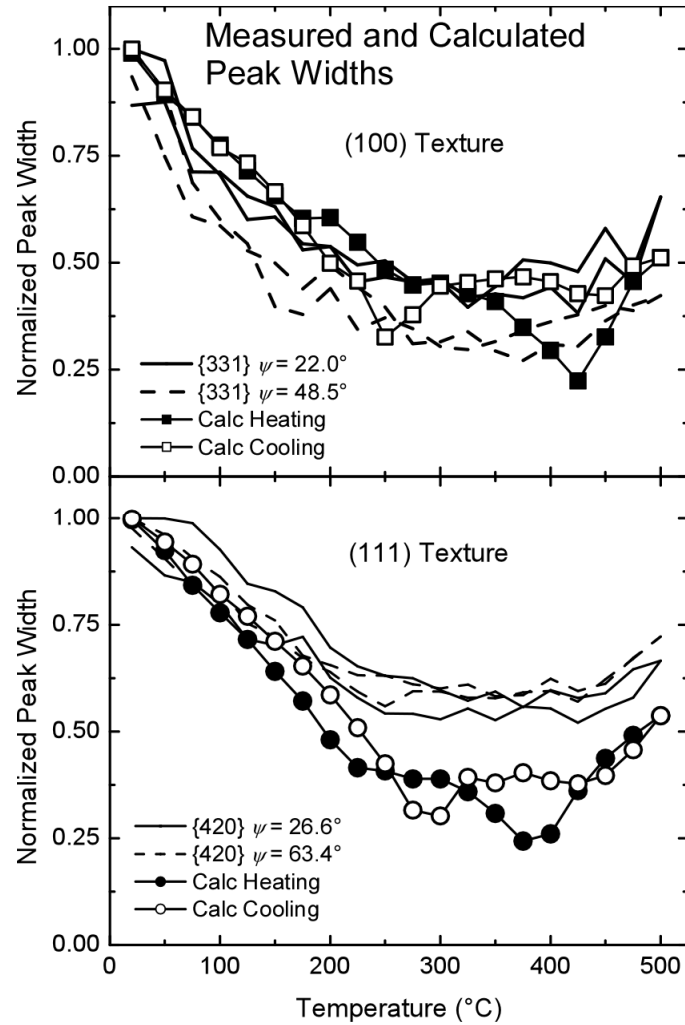 Measured and Calculated
Peak Widths
1.00
0.75
0.50
0.25
0.00
Normalized Peak Width
(100) Texture
{331} ψ = 22.0°
{331} ψ = 48.5°
Calc Heating
Calc Cooling
1.00
0.75
0.50
0.25
0.00
Normalized Peak Width
(111) Texture
{420} ψ = 26.6°
{420} ψ = 63.4°
Calc Heating
Calc Cooling
0 100 200 300 400 500
Temperature (°C)